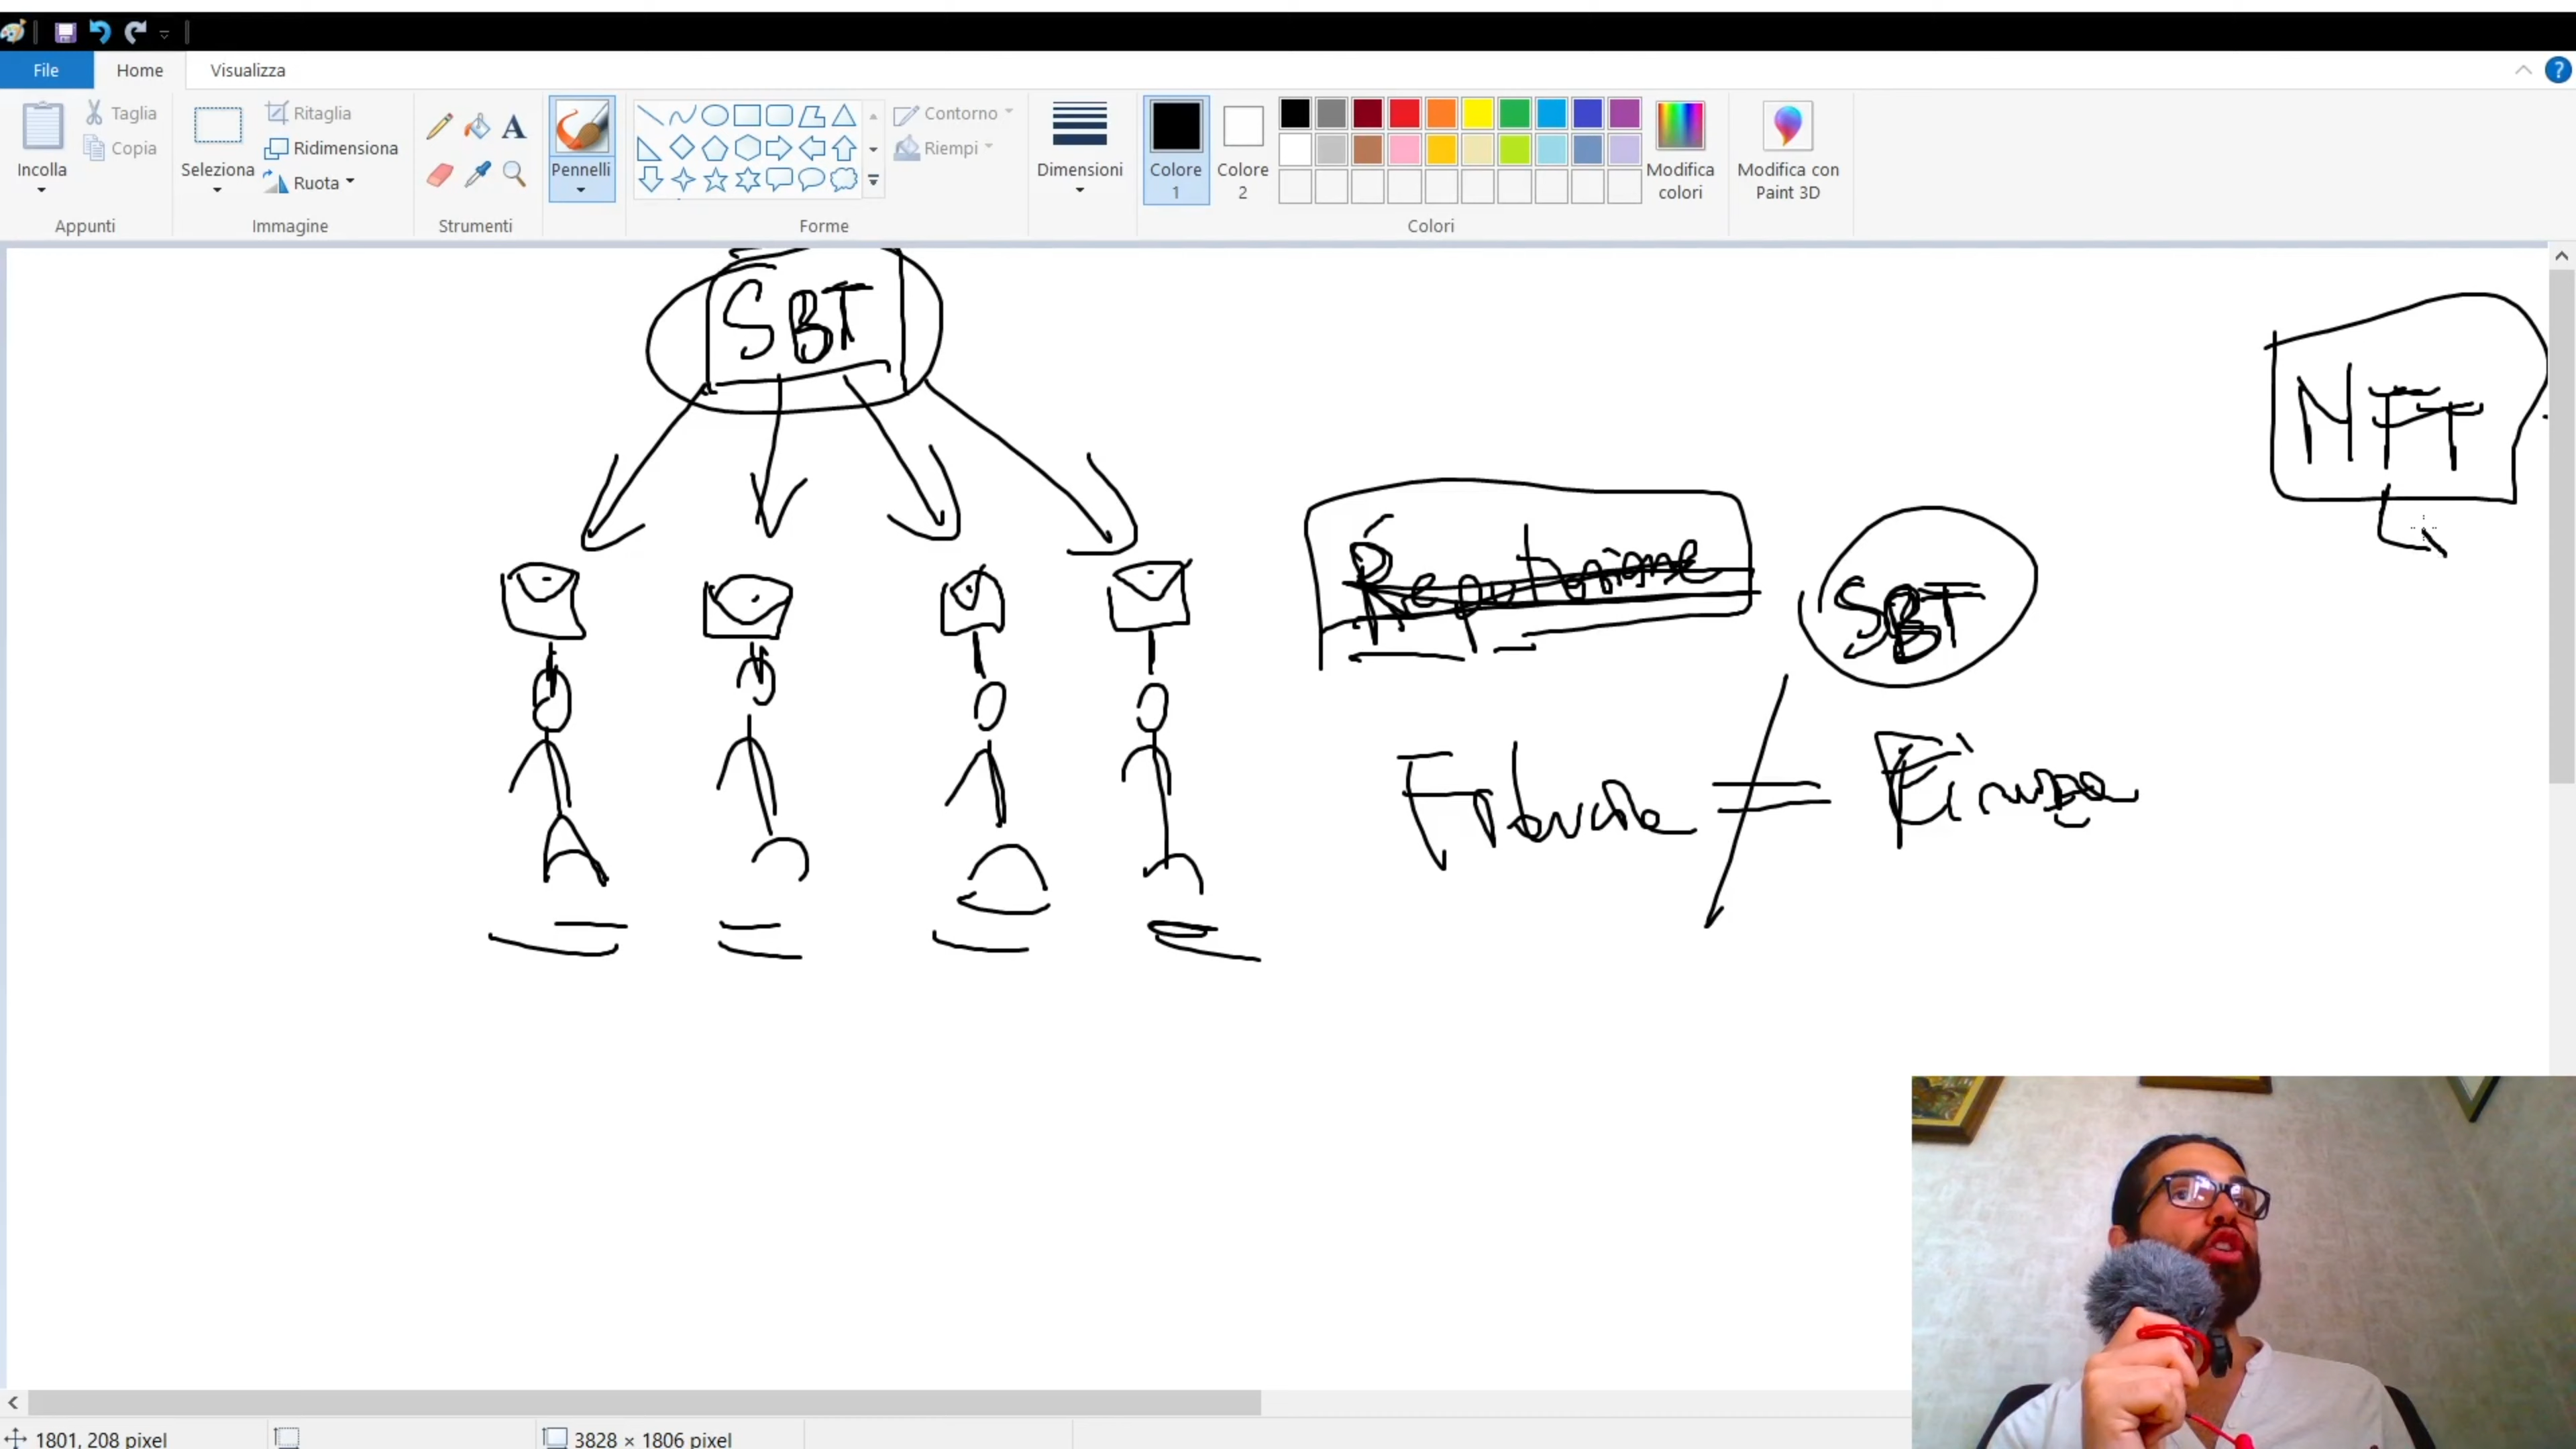 File Home Visualizza
Incolla
Taglia
Copia
Appunti
Seleziona
Ritaglia
Ridimensiona
Ruota
Immagine
Strumenti
Pennelli
Contorno
Riempi
Forme
Dimensioni
Colore 1
Colore 2
Modifica colori
Colori
Modifica con Paint 3D
SBT
NFT
Reputazione
SBT
≠
1801, 208 pixel
3828 × 1806 pixel